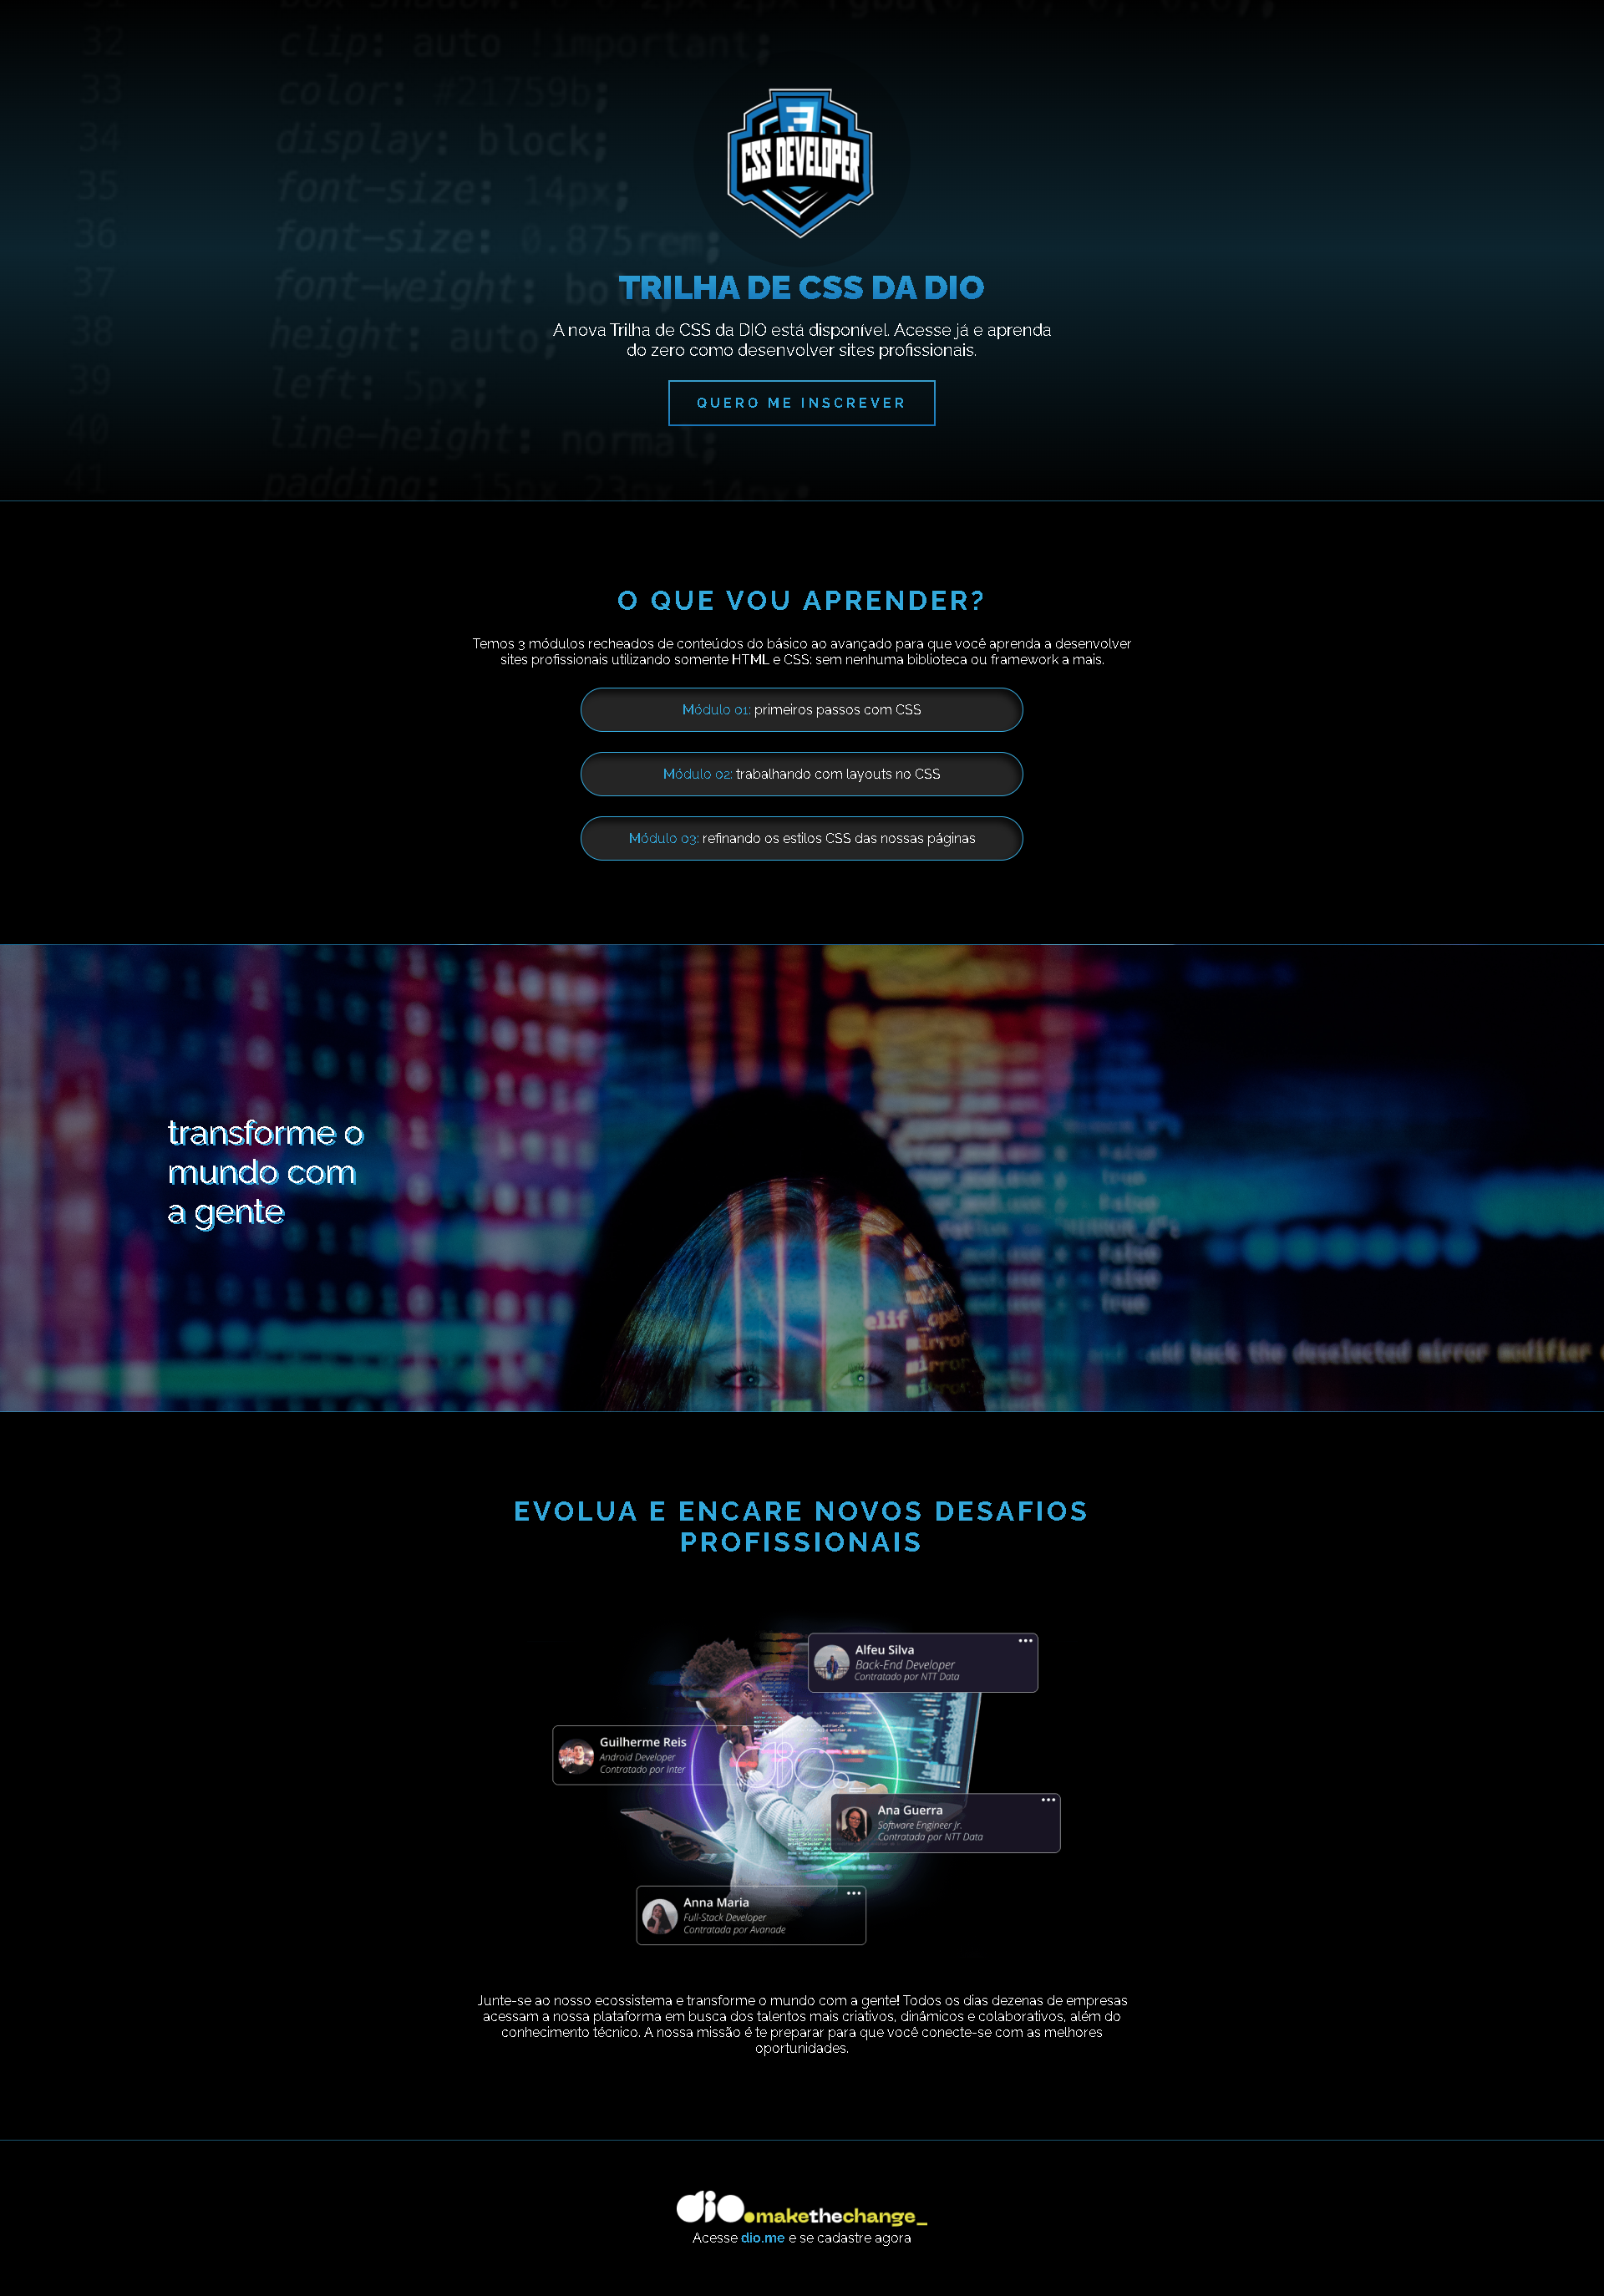 32 clip: auto !important;
33 color: #21759b;
34 display: block;
35 font-size: 14px;
36 font-size: 0.875rem;
37 font-weight: bold;
38 height: auto;
39 left: 5px;
40 line-height: normal;
41 padding: 15px 23px 14px;
3
CSS DEVELOPER
TRILHA DE CSS DA DIO
A nova Trilha de CSS da DIO está disponível. Acesse já e aprenda
do zero como desenvolver sites profissionais.
QUERO ME INSCREVER
O QUE VOU APRENDER?
Temos 3 módulos recheados de conteúdos do básico ao avançado para que você aprenda a desenvolver
sites profissionais utilizando somente HTML e CSS: sem nenhuma biblioteca ou framework a mais.
Módulo 01: primeiros passos com CSS
Módulo 02: trabalhando com layouts no CSS
Módulo 03: refinando os estilos CSS das nossas páginas
transforme o
mundo com
a gente
elif
add back the deselected mirror modifier
EVOLUA E ENCARE NOVOS DESAFIOS
PROFISSIONAIS
Alfeu Silva
Back-End Developer
Contratado por NTT Data
Guilherme Reis
Android Developer
Contratado por Inter
dio
Ana Guerra
Software Engineer Jr.
Contratada por NTT Data
Anna Maria
Full-Stack Developer
Contratada por Avanade
Junte-se ao nosso ecossistema e transforme o mundo com a gente! Todos os dias dezenas de empresas
acessam a nossa plataforma em busca dos talentos mais criativos, dinâmicos e colaborativos, além do
conhecimento técnico. A nossa missão é te preparar para que você conecte-se com as melhores
oportunidades.
dio.makethechange_
Acesse dio.me e se cadastre agora